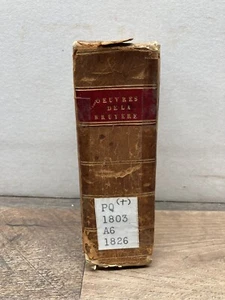 OEUVRES
DE LA
BRUYERE
PQ (+)
1803
A6
1826